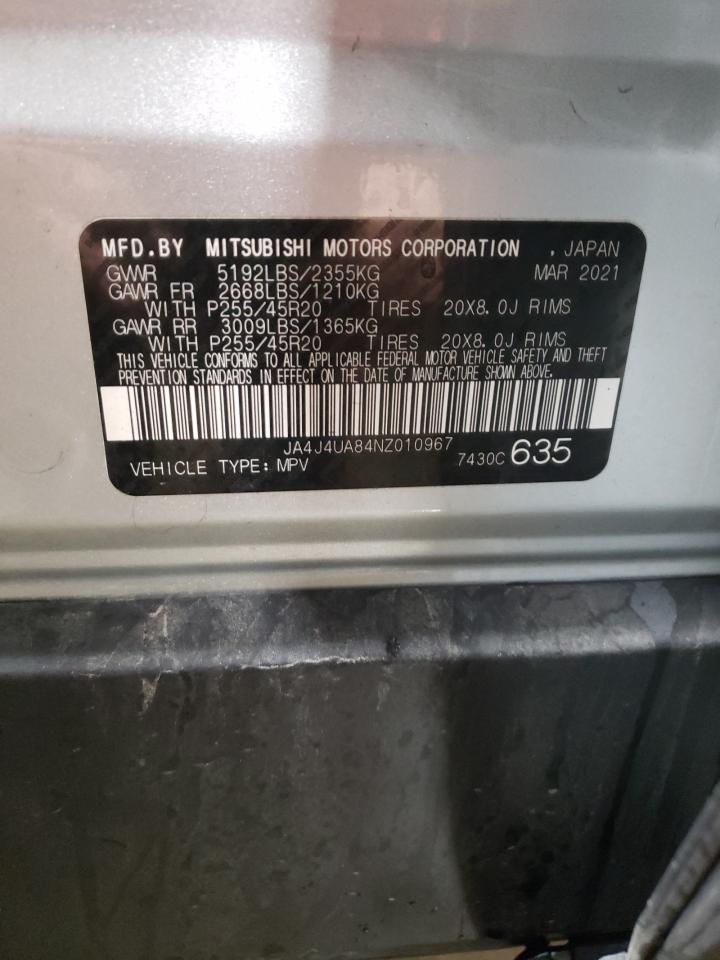 MFD.BY MITSUBISHI MOTORS CORPORATION , JAPAN
GVWR 5192LBS/2355KG MAR 2021
GAWR FR 2668LBS/1210KG
WITH P255/45R20 TIRES 20X8.0J RIMS
GAWR RR 3009LBS/1365KG
WITH P255/45R20 TIRES 20X8.0J RIMS
THIS VEHICLE CONFORMS TO ALL APPLICABLE FEDERAL MOTOR VEHICLE SAFETY AND THEFT
PREVENTION STANDARDS IN EFFECT ON THE DATE OF MANUFACTURE SHOWN ABOVE.
JA4J4UA84NZ010967
VEHICLE TYPE: MPV 7430C 635